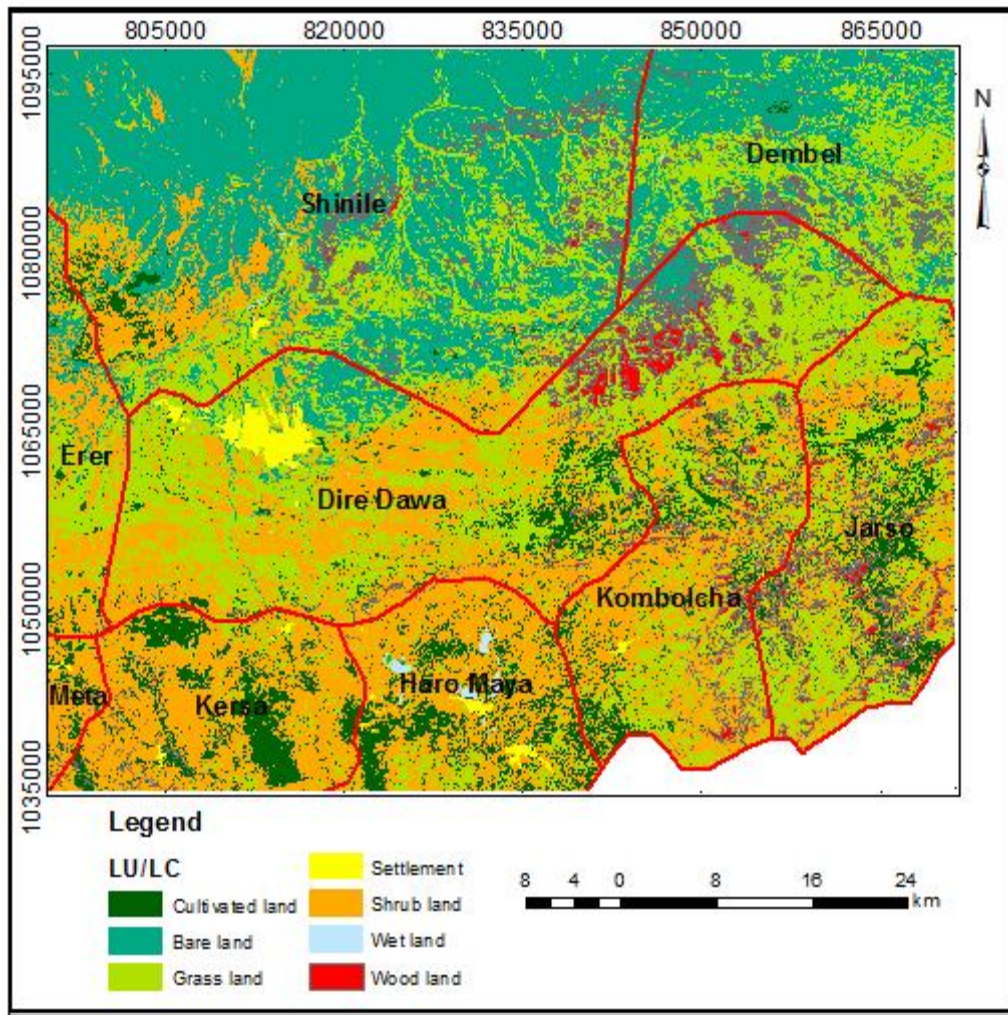 805000 820000 835000 850000 865000
1095000
N
Dembel
Shinile
1080000
1065000
Erer
Dire Dawa
Jarso
1050000
Kombolcha
Meta
Kersa
Haro Maya
1035000
Legend
LU/LC
Cultivated land
Bare land
Grass land
Settlement
Shrub land
Wet land
Wood land
8 4 0 8 16 24
km